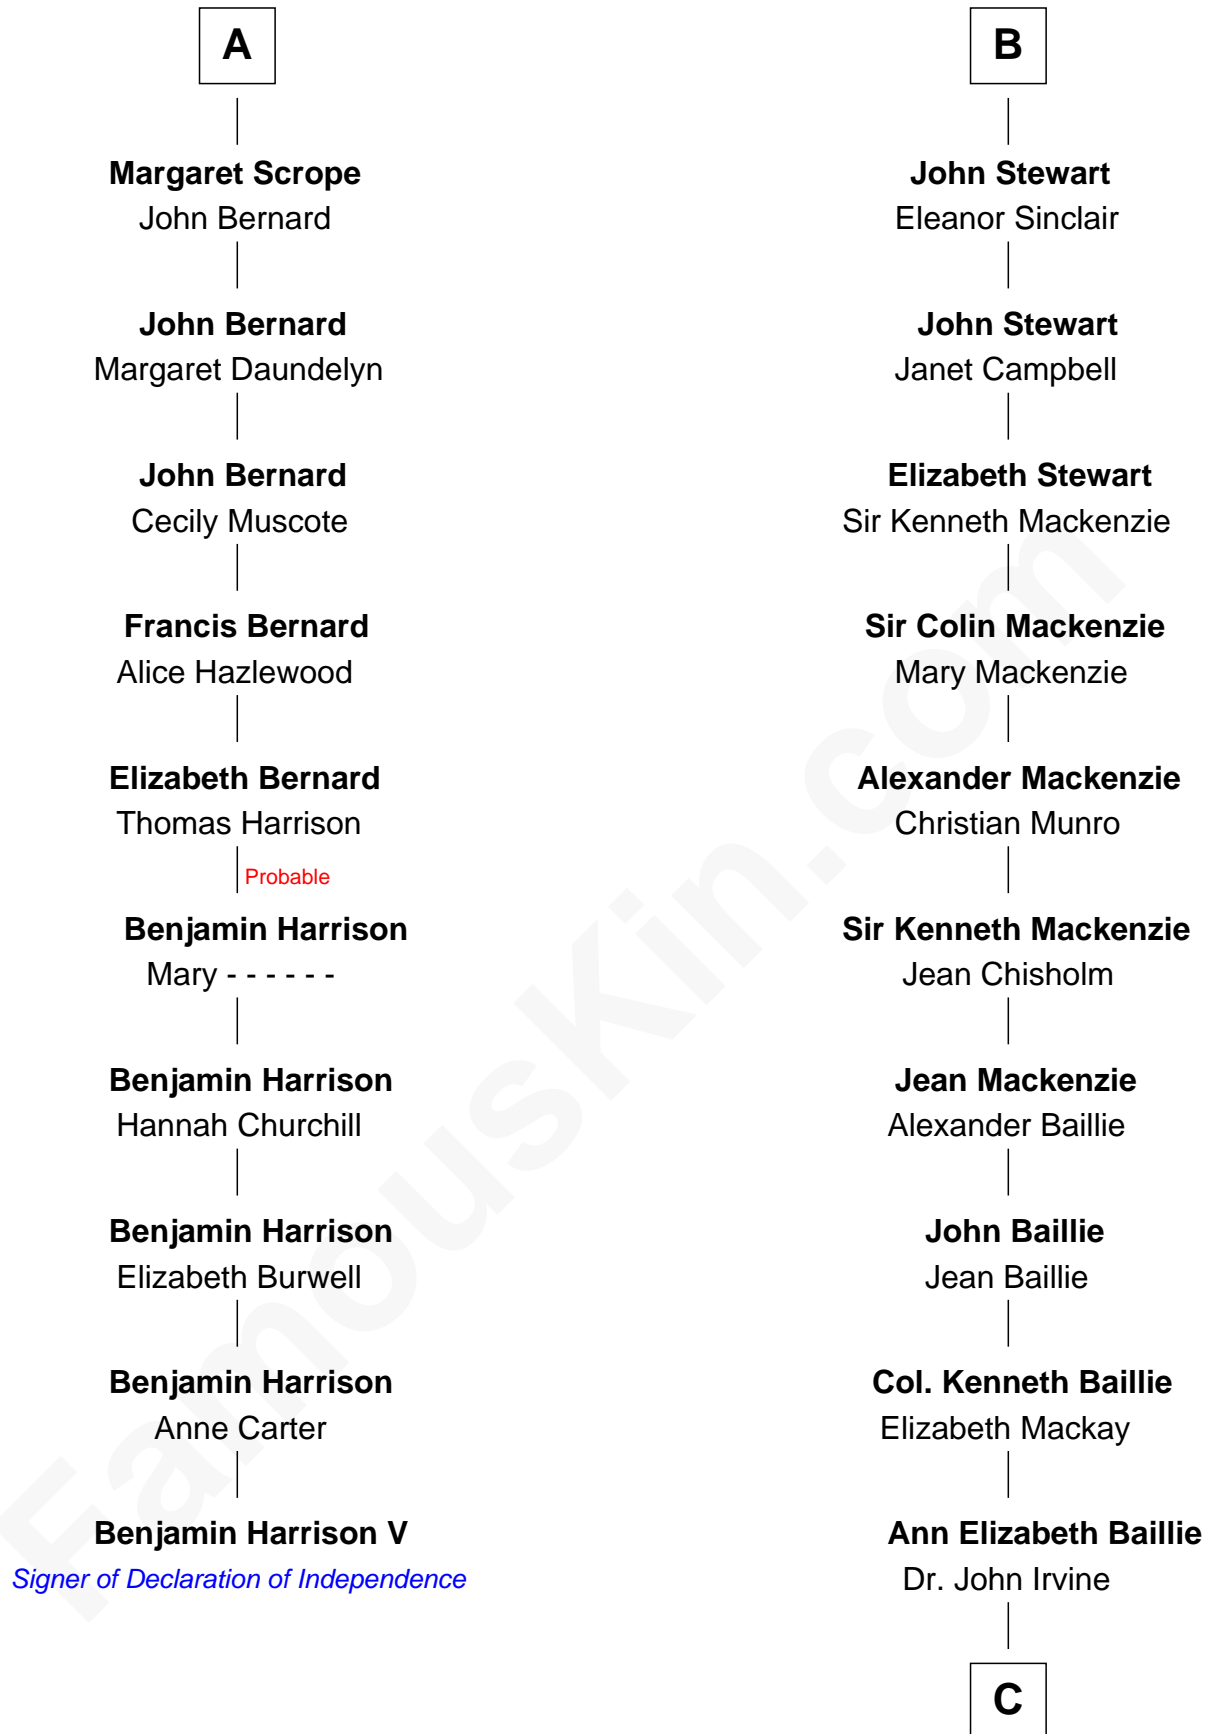 A
Margaret Scrope
John Bernard
John Bernard
Margaret Daundelyn
John Bernard
Cecily Muscote
Francis Bernard
Alice Hazlewood
Elizabeth Bernard
Thomas Harrison
Probable
Benjamin Harrison
Mary - - - - - -
Benjamin Harrison
Hannah Churchill
Benjamin Harrison
Elizabeth Burwell
Benjamin Harrison
Anne Carter
Benjamin Harrison V
Signer of Declaration of Independence
B
John Stewart
Eleanor Sinclair
John Stewart
Janet Campbell
Elizabeth Stewart
Sir Kenneth Mackenzie
Sir Colin Mackenzie
Mary Mackenzie
Alexander Mackenzie
Christian Munro
Sir Kenneth Mackenzie
Jean Chisholm
Jean Mackenzie
Alexander Baillie
John Baillie
Jean Baillie
Col. Kenneth Baillie
Elizabeth Mackay
Ann Elizabeth Baillie
Dr. John Irvine
C
FamousKin.com